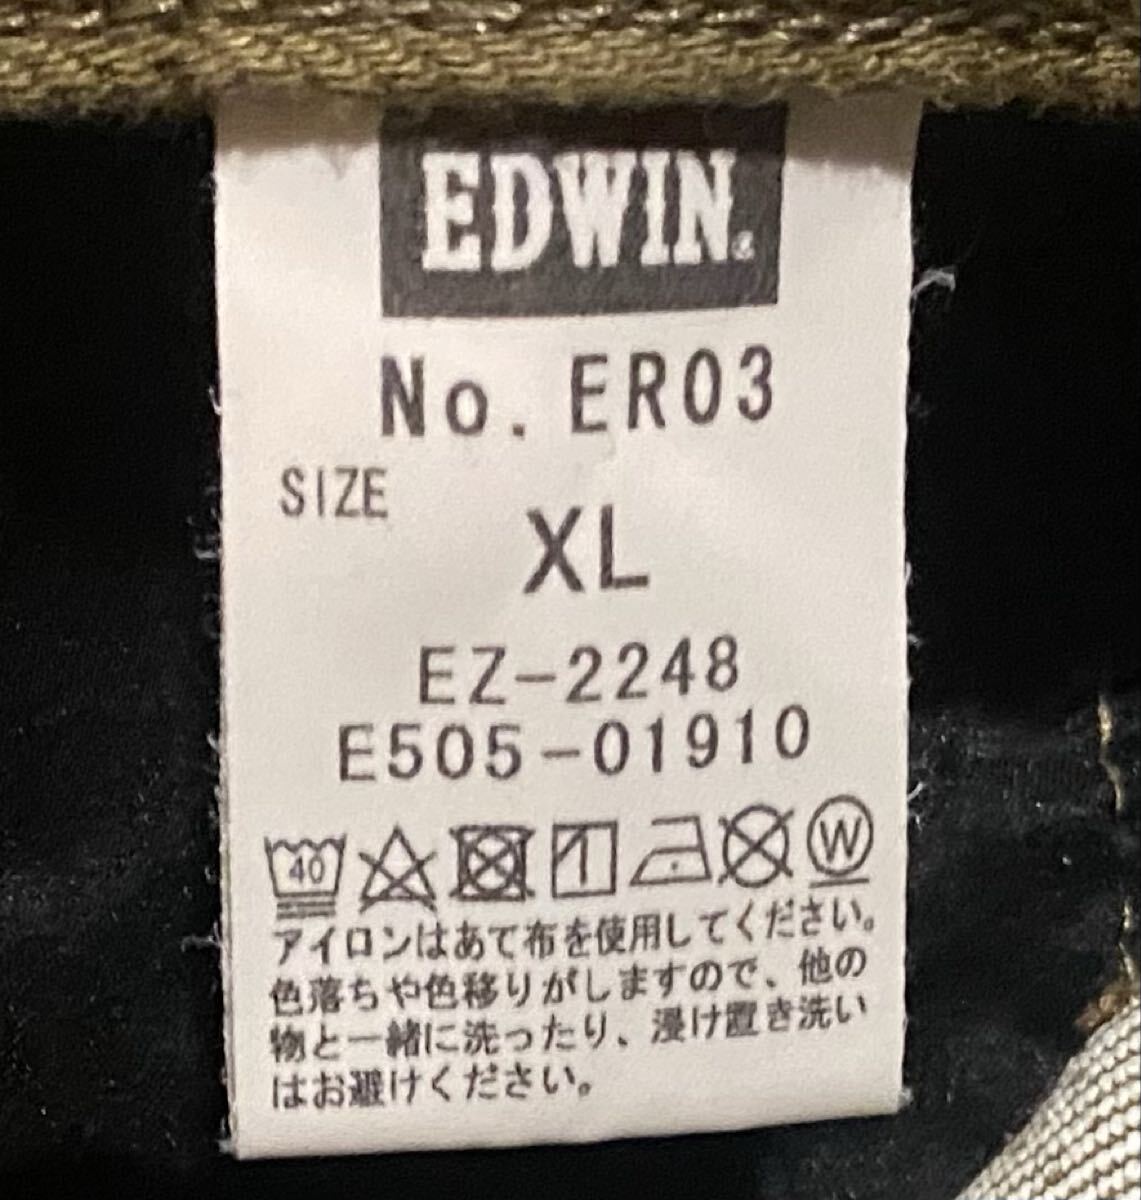 EDWIN
No. ER03
SIZE
XL
EZ-2248
E505-01910
40 W
アイロンはあて布を使用してください。
色落ちや色移りがしますので、他の
物と一緒に洗ったり、浸け置き洗い
はお避けください。